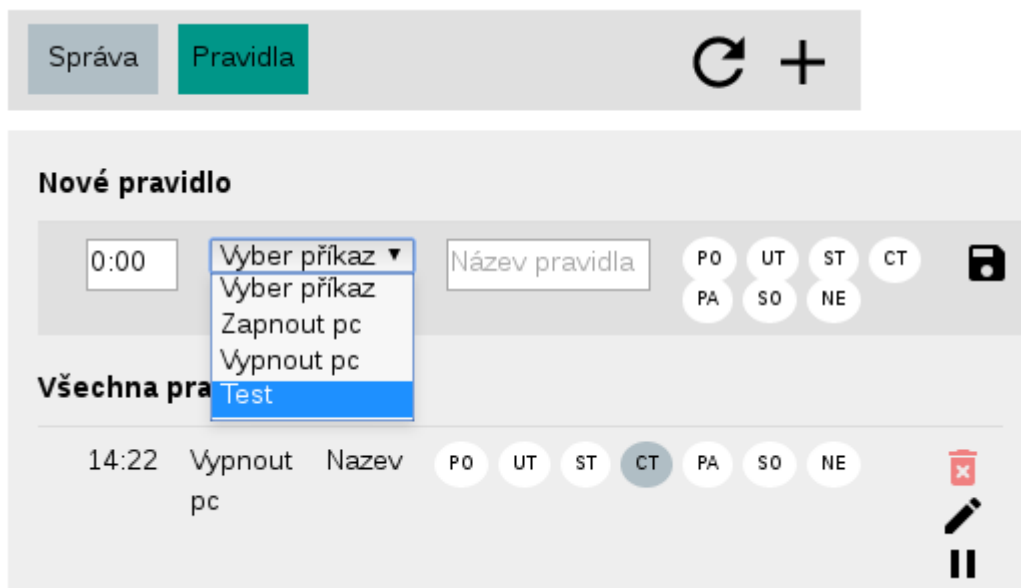 Správa Pravidla
Nové pravidlo
0:00 Vyber příkaz Název pravidla PO UT ST CT
PA SO NE
Vyber příkaz
Zapnout pc
Vypnout pc
Test
Všechna pra
14:22 Vypnout pc Nazev PO UT ST CT PA SO NE